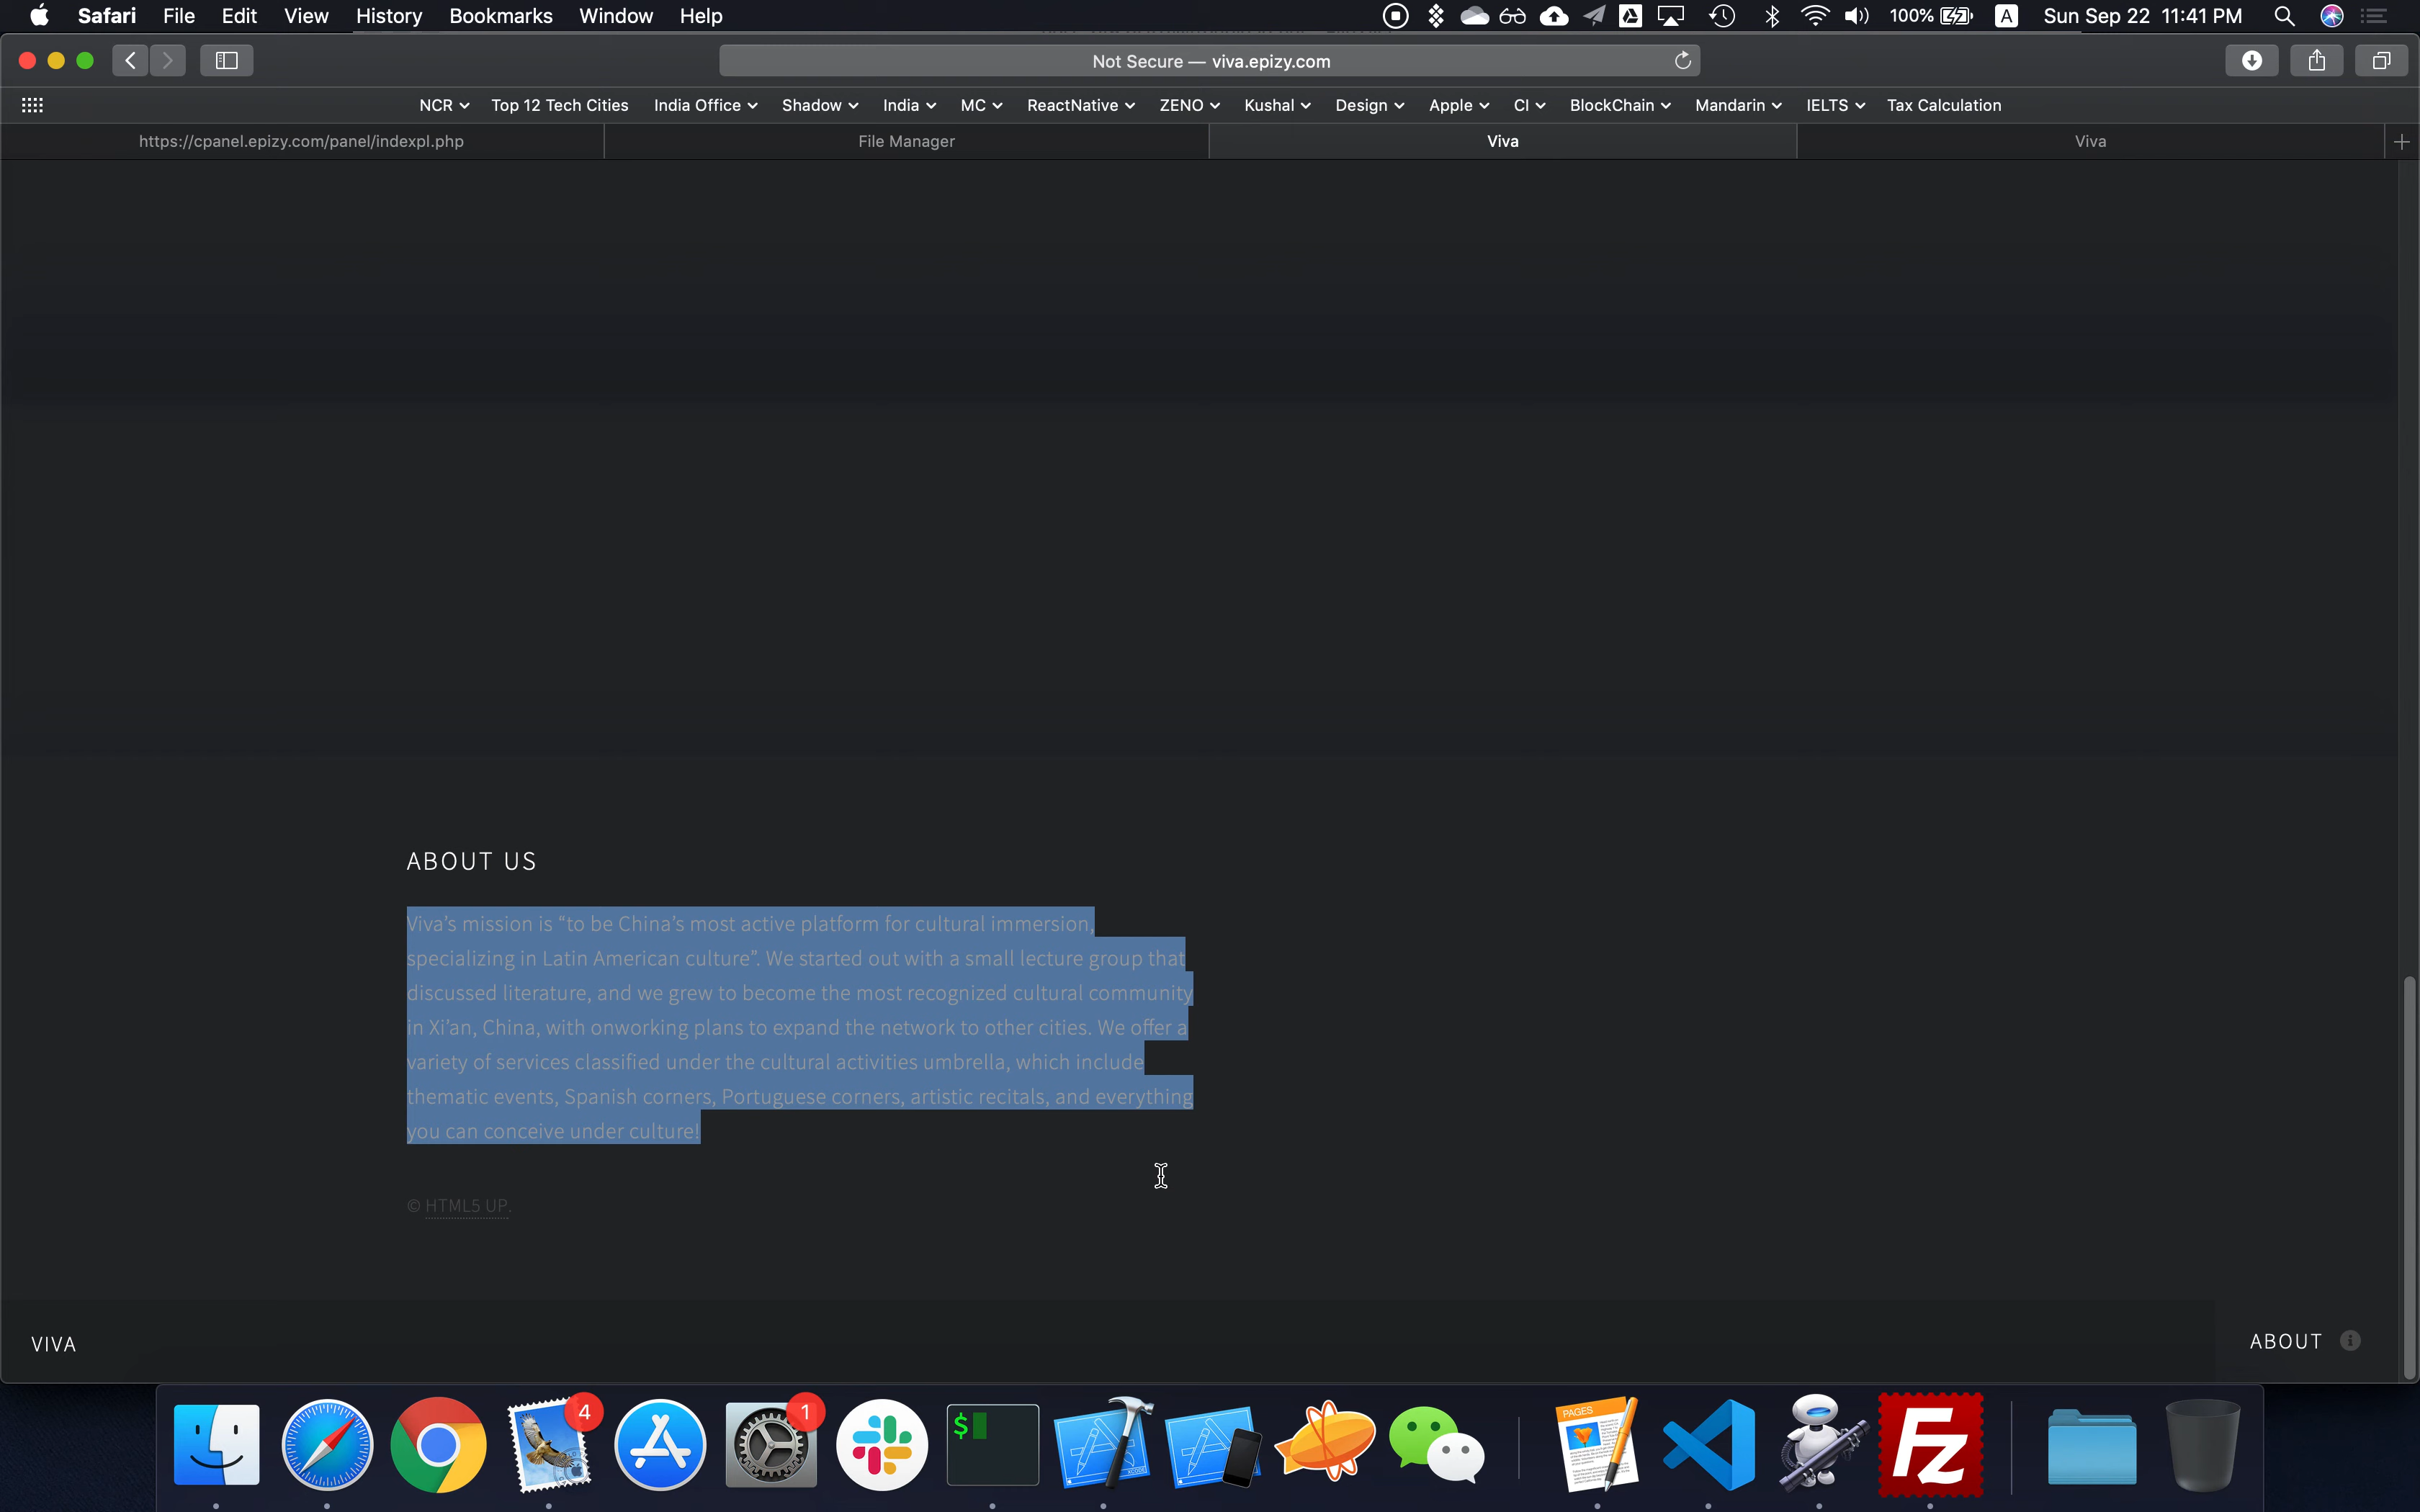 Safari File Edit View History Bookmarks Window Help 100% A Sun Sep 22 11:41 PM
Not Secure — viva.epizy.com
NCR Top 12 Tech Cities India Office Shadow India MC ReactNative ZENO Kushal Design Apple CI BlockChain Mandarin IELTS Tax Calculation
https://cpanel.epizy.com/panel/indexpl.php File Manager Viva Viva
ABOUT US
Viva’s mission is “to be China’s most active platform for cultural immersion,
specializing in Latin American culture”. We started out with a small lecture group that
discussed literature, and we grew to become the most recognized cultural community
in Xi’an, China, with onworking plans to expand the network to other cities. We offer a
variety of services classified under the cultural activities umbrella, which include
thematic events, Spanish corners, Portuguese corners, artistic recitals, and everything
you can conceive under culture!
© HTML5 UP.
VIVA ABOUT
4 1 $ PAGES FZ